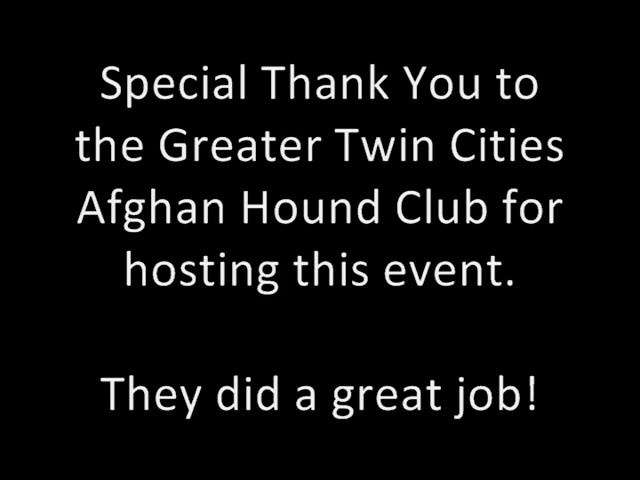 Special Thank You to
the Greater Twin Cities
Afghan Hound Club for
hosting this event.
They did a great job!